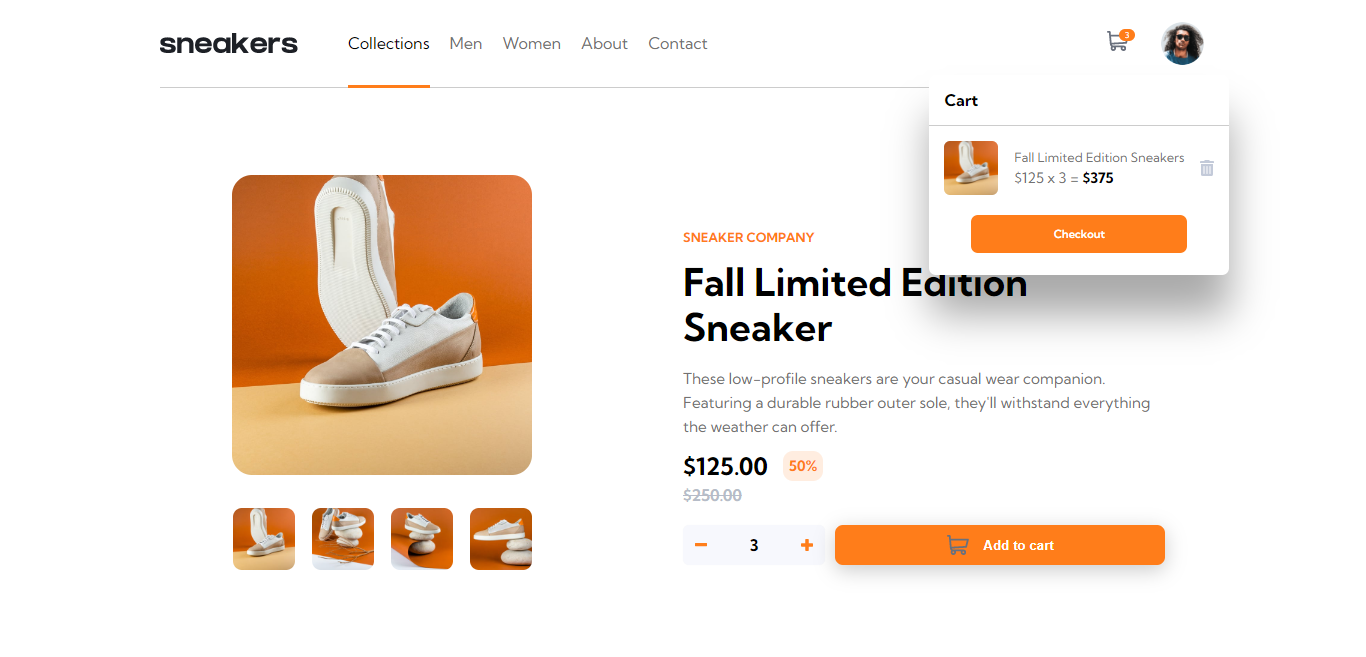 sneakers
Collections Men Women About Contact
3
Cart
Fall Limited Edition Sneakers
$125 x 3 = $375
Checkout
SNEAKER COMPANY
Fall Limited Edition
Sneaker
These low-profile sneakers are your casual wear companion.
Featuring a durable rubber outer sole, they'll withstand everything
the weather can offer.
$125.00 50%
$250.00
3
Add to cart